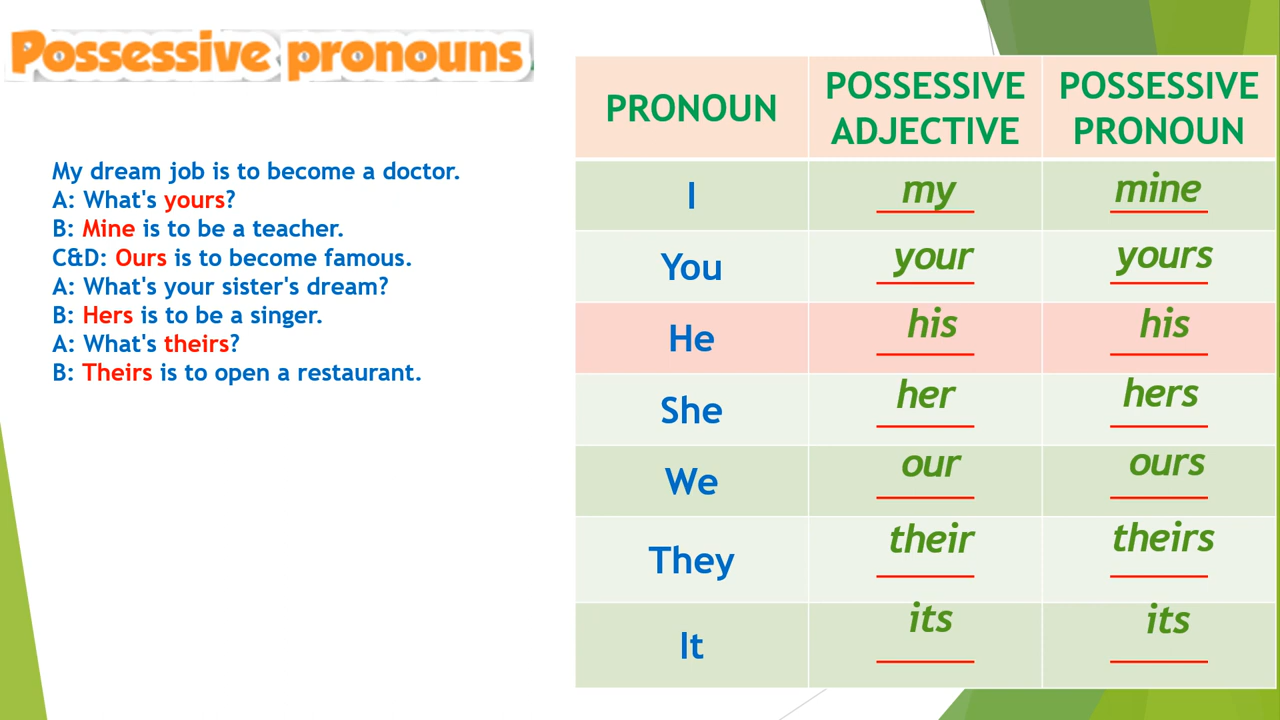 Possessive pronouns
My dream job is to become a doctor.
A: What's yours?
B: Mine is to be a teacher.
C&D: Ours is to become famous.
A: What's your sister's dream?
B: Hers is to be a singer.
A: What's theirs?
B: Theirs is to open a restaurant.
PRONOUN POSSESSIVE ADJECTIVE POSSESSIVE PRONOUN
I my mine
You your yours
He his his
She her hers
We our ours
They their theirs
It its its